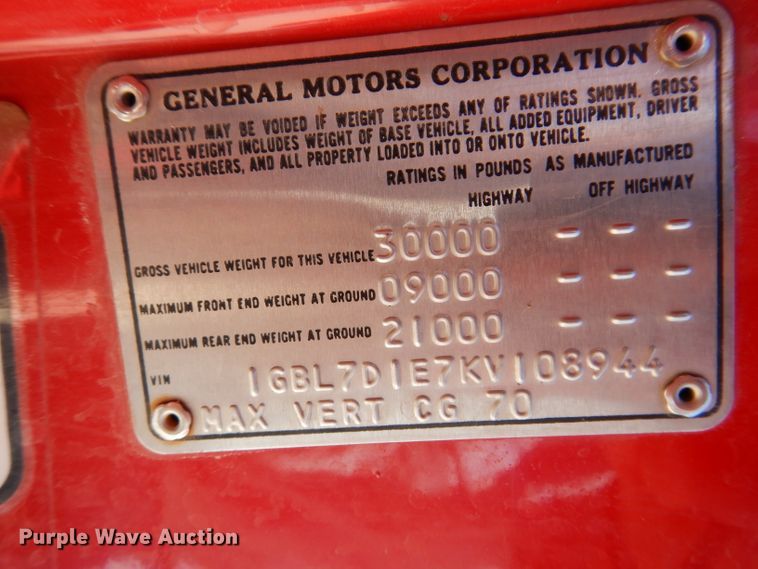 GENERAL MOTORS CORPORATION
WARRANTY MAY BE VOIDED IF WEIGHT EXCEEDS ANY OF RATINGS SHOWN. GROSS
VEHICLE WEIGHT INCLUDES WEIGHT OF BASE VEHICLE, ALL ADDED EQUIPMENT, DRIVER
AND PASSENGERS, AND ALL PROPERTY LOADED INTO OR ONTO VEHICLE.
RATINGS IN POUNDS AS MANUFACTURED
HIGHWAY OFF HIGHWAY
GROSS VEHICLE WEIGHT FOR THIS VEHICLE 30000 - - -
MAXIMUM FRONT END WEIGHT AT GROUND 09000 - - -
MAXIMUM REAR END WEIGHT AT GROUND 21000 - - -
VIN 1GBL7D1E7KV108944
MAX VERT CG 70
Purple Wave Auction